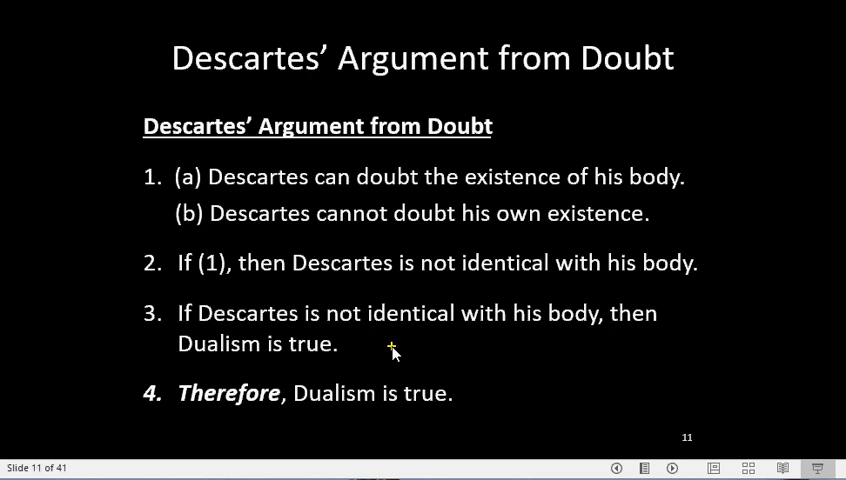 Descartes’ Argument from Doubt
Descartes’ Argument from Doubt
1. (a) Descartes can doubt the existence of his body.
(b) Descartes cannot doubt his own existence.
2. If (1), then Descartes is not identical with his body.
3. If Descartes is not identical with his body, then
Dualism is true.
4. Therefore, Dualism is true.
11
Slide 11 of 41